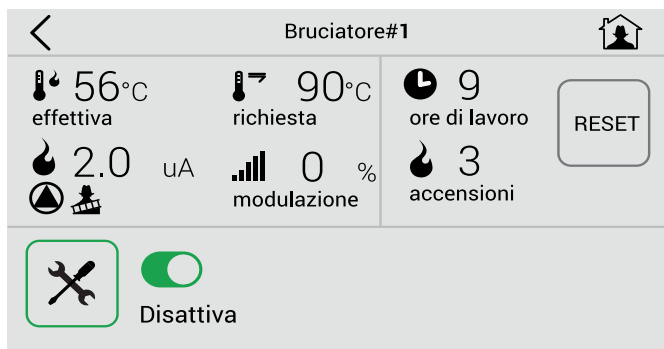 Bruciatore#1
56°C
effettiva
90°C
richiesta
9
ore di lavoro
RESET
2.0 uA
0 %
modulazione
3
accensioni
Disattiva